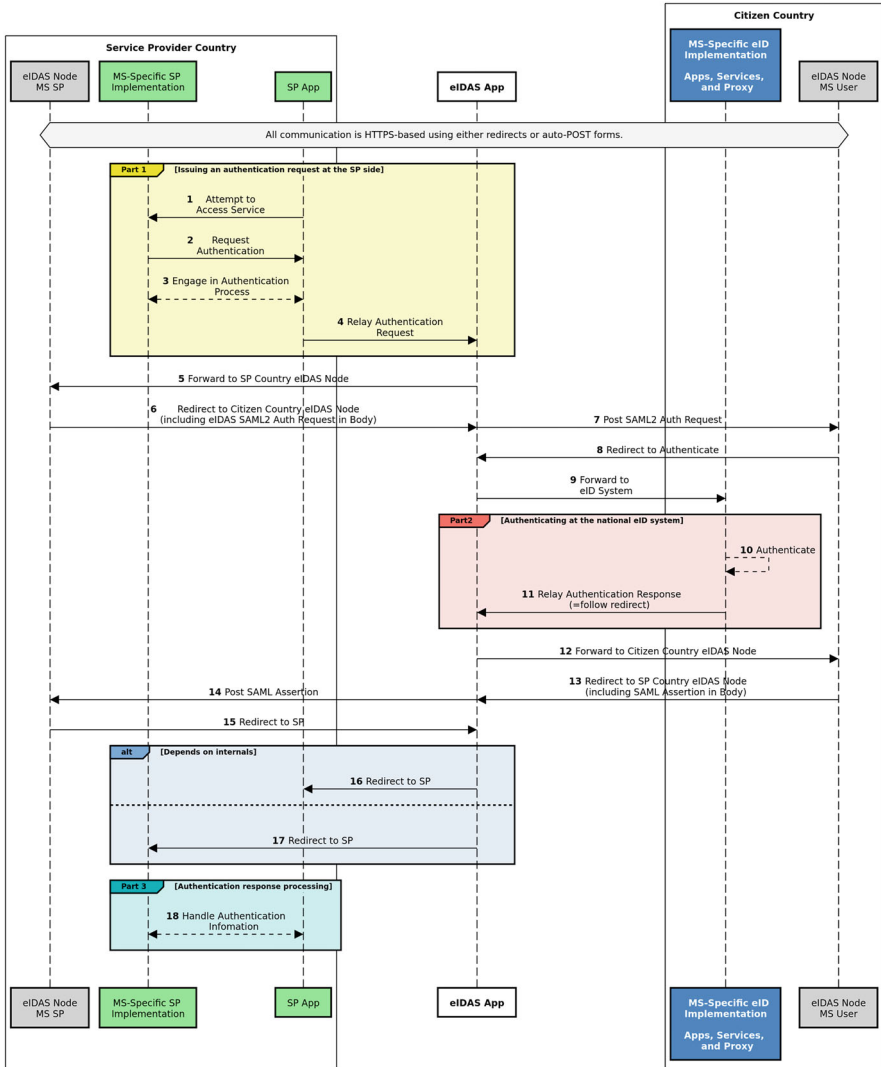 Citizen Country
Service Provider Country
eIDAS Node
MS SP
MS-Specific SP
Implementation
SP App
eIDAS App
MS-Specific eID
Implementation
Apps, Services,
and Proxy
eIDAS Node
MS User
All communication is HTTPS-based using either redirects or auto-POST forms.
Part 1 [Issuing an authentication request at the SP side]
1 Attempt to
Access Service
2 Request
Authentication
3 Engage in Authentication
Process
4 Relay Authentication
Request
5 Forward to SP Country eIDAS Node
6 Redirect to Citizen Country eIDAS Node
(including eIDAS SAML2 Auth Request in Body)
7 Post SAML2 Auth Request
8 Redirect to Authenticate
9 Forward to
eID System
Part2 [Authenticating at the national eID system]
10 Authenticate
11 Relay Authentication Response
(=follow redirect)
12 Forward to Citizen Country eIDAS Node
13 Redirect to SP Country eIDAS Node
(including SAML Assertion in Body)
14 Post SAML Assertion
15 Redirect to SP
alt [Depends on internals]
16 Redirect to SP
17 Redirect to SP
Part 3 [Authentication response processing]
18 Handle Authentication
Infomation
eIDAS Node
MS SP
MS-Specific SP
Implementation
SP App
eIDAS App
MS-Specific eID
Implementation
Apps, Services,
and Proxy
eIDAS Node
MS User